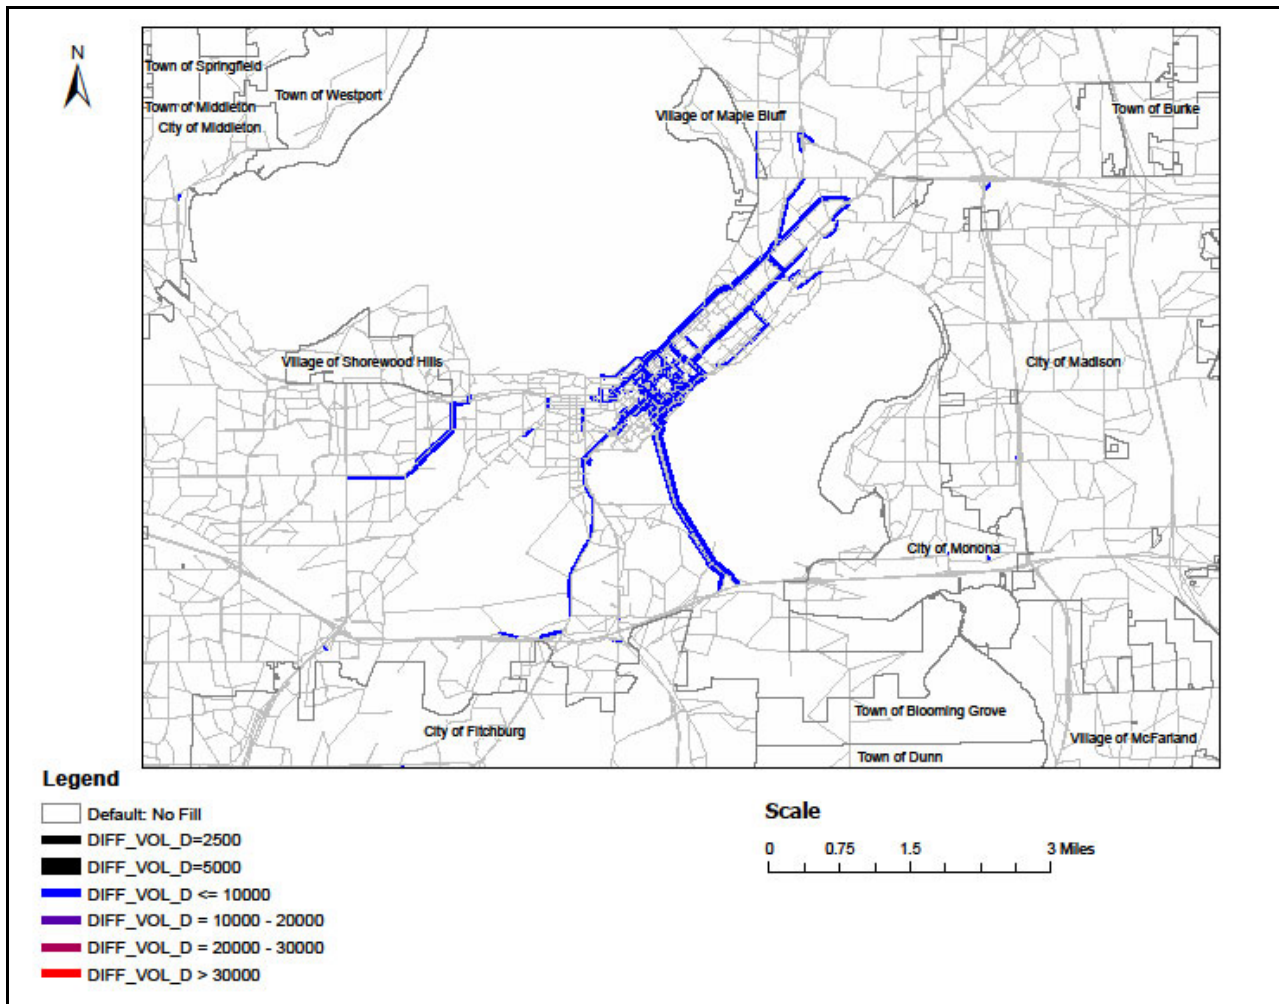 N
Town of Springfield
Town of Westport
Town of Middleton
City of Middleton
Village of Maple Bluff
Town of Burke
Village of Shorewood Hills
City of Madison
City of Monona
Town of Blooming Grove
City of Fitchburg
Village of McFarland
Town of Dunn
Legend
Default: No Fill
DIFF_VOL_D=2500
DIFF_VOL_D=5000
DIFF_VOL_D <= 10000
DIFF_VOL_D = 10000 - 20000
DIFF_VOL_D = 20000 - 30000
DIFF_VOL_D > 30000
Scale
0 0.75 1.5 3 Miles